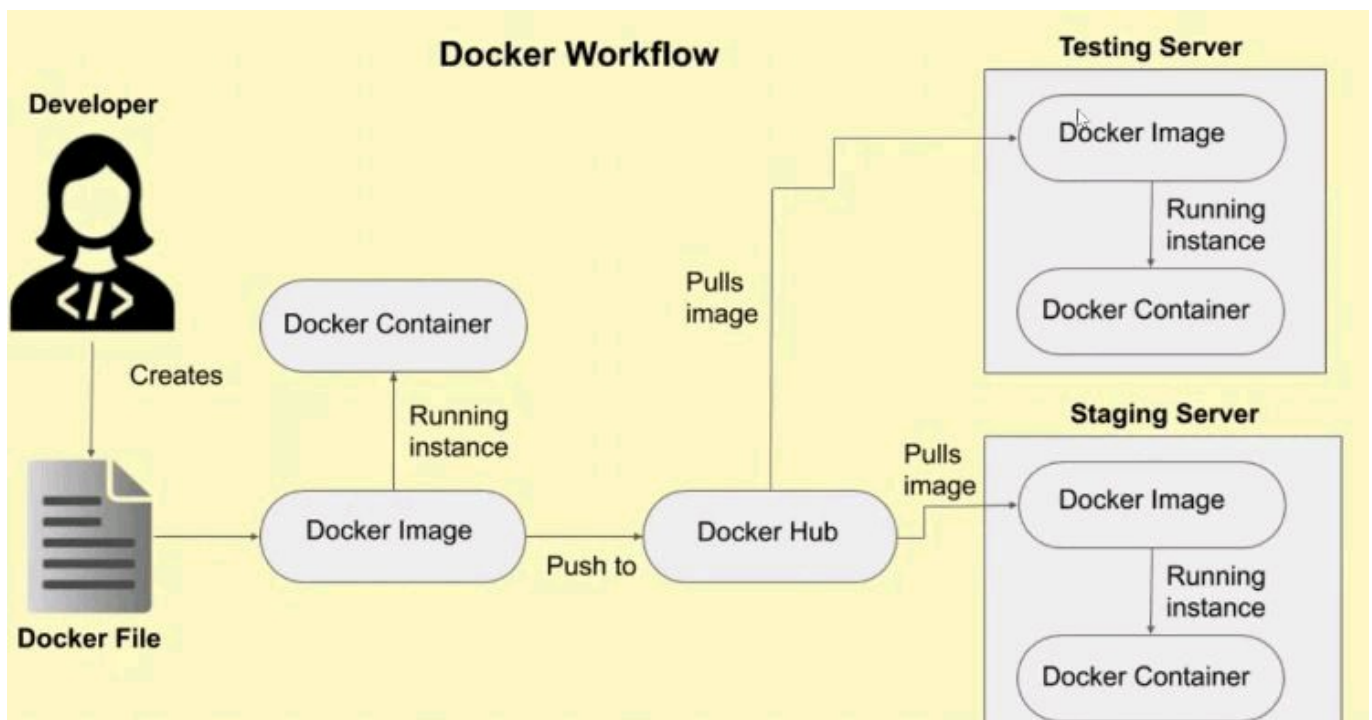 Docker Workflow
Testing Server
Developer
Docker Image
Running
instance
Docker Container
Pulls
image
Docker Container
Creates
Running
instance
Staging Server
Pulls
image
Docker Image
Docker Image
Docker Hub
Push to
Running
instance
Docker File
Docker Container